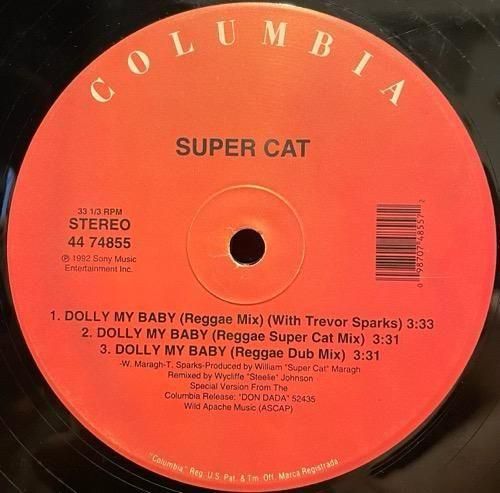 COLUMBIA
SUPER CAT
33 1/3 RPM
STEREO
44 74855
℗ 1992 Sony Music
Entertainment Inc.
0 98707 48557 2
1. DOLLY MY BABY (Reggae Mix) (With Trevor Sparks) 3:33
2. DOLLY MY BABY (Reggae Super Cat Mix) 3:31
3. DOLLY MY BABY (Reggae Dub Mix) 3:31
-W. Maragh-T. Sparks-Produced by William "Super Cat" Maragh
Remixed by Wycliffe "Steelie" Johnson
Special Version From The
Columbia Release: "DON DADA" 52435
Wild Apache Music (ASCAP)
"Columbia" Reg. U.S. Pat. & Tm. Off. Marca Registrada